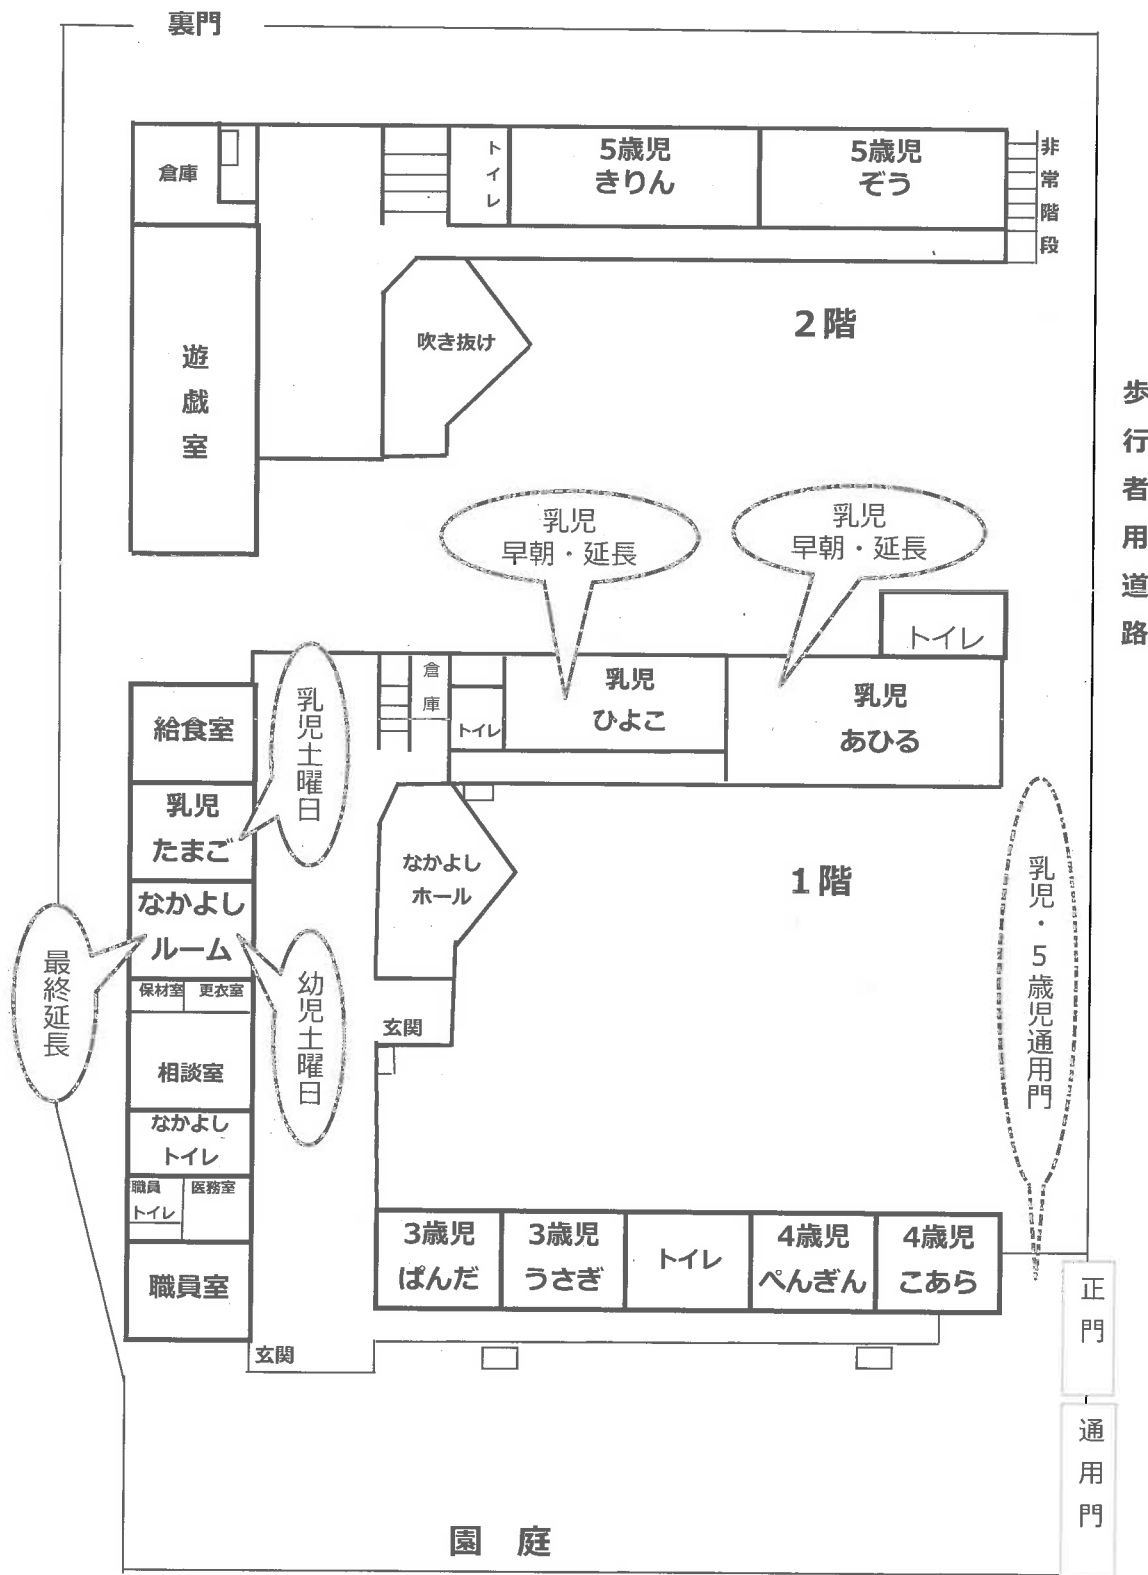 裏門
倉庫
トイレ
5歳児
きりん
5歳児
ぞう
非常階段
遊戯室
吹き抜け
2階
歩行者用道路
乳児
早朝・延長
乳児
早朝・延長
トイレ
倉庫
トイレ
乳児
ひよこ
乳児
あひる
給食室
乳児土曜日
乳児
たまご
なかよし
ホール
1階
乳児・5歳児通用門
なかよし
ルーム
最終延長
幼児土曜日
保材室
更衣室
玄関
相談室
なかよし
トイレ
職員
トイレ
医務室
職員室
3歳児
ぱんだ
3歳児
うさぎ
トイレ
4歳児
ぺんぎん
4歳児
こあら
玄関
正門
通用門
園 庭